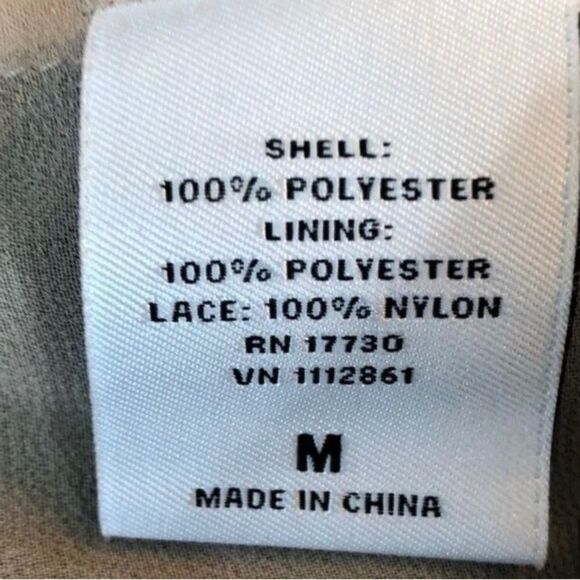 SHELL:
100% POLYESTER
LINING:
100% POLYESTER
LACE: 100% NYLON
RN 17730
VN 1112861
M
MADE IN CHINA